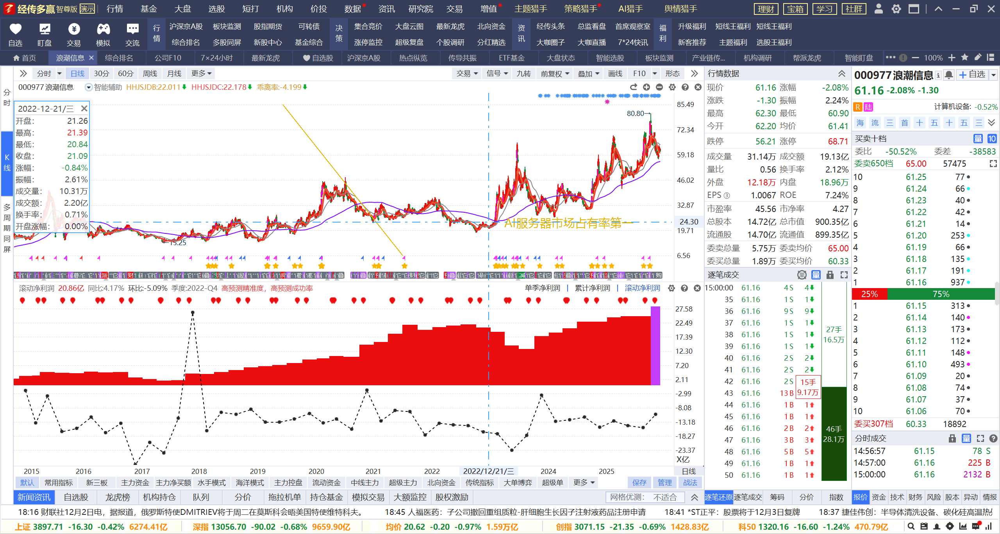 经传多赢 智尊版 演示 行情 基金 大盘 选股 短打 机构 价投 数据 资讯 研究院 交易 增值 主题猎手 策略猎手 AI猎手 舆情猎手 理财 宝箱 学习 社群
自选 盯盘 交易 模拟 交流
行情 沪深京A股 板块监测 股指期货 可转债 决策 集合竞价 大盘云图 最新龙虎 北向资金 资讯 经传头条 总监看盘 首席观察室 福利 升级福利 短线王福利 短线王福利
综合排名 多股同屏 新股中心 基金综合 涨停监控 超级复盘 个股调研 分红精选 大咖圈子 大咖直播 7*24快讯 新客推荐 主题福利 选股王福利
首页 浪潮信息 综合排名 公司F10 7×24小时 最新龙虎 自选股 沪深京A股 热点纵览 传导共振 ETF基金 大盘状态 智能选股 板块监测 产业链传... 机构调研 帮派龙虎 智能盯盘 100%
分时 K线 多周期同屏
分时 日线 30分 60分 周线 月线 更多 交易 信号 九转 前复权 叠加 画线 F10 形态
000977 浪潮信息 智能辅助 HHJSJDB:22.011 HHJSJDC:22.178 乖离率:-4.199
2022-12-21/三
开盘: 21.26
最高: 21.39
最低: 20.84
收盘: 21.09
涨幅: -0.84%
振幅: 2.61%
成交量: 10.31万
成交额: 2.20亿
换手率: 0.71%
开盘涨幅: 0.00%
80.80→
←13.25
AI服务器市场占有率第一
85.49
72.34
59.18
46.02
32.87
24.30
19.71
6.56
滚动净利润 20.86亿 同比:4.17% 环比:-5.09% 季度:2022-Q4 高预测精准度，高预测成功率 单季净利润 累计净利润 滚动净利润
27.58
22.49
17.39
12.30
7.20
2.11
-2.99
-8.08
-13.18
-18.27
-23.37
X亿
2015 2016 2017 2018 2019 2020 2021 2022 2022/12/21/三 2024 2025 日线
默认 常用指标 新三板 主力资金 主力净买额 水手模式 海洋模式 主力控盘 流动资金 中线主力 超级主力 北向资金 传统指标 大单博弈 超级单 更多 保存 管理 战法
新闻资讯 自选股 龙虎榜 机构持仓 队列 分价 拖拉机单 持仓基金 模拟交易 大额监控 股权激励 网格优测: 不适合
行情数据
现价 61.16 涨幅 -2.08%
涨跌 -1.30 振幅 2.24%
最高 62.30 最低 60.90
今开 62.20 均价 61.41
跌停 56.21 涨停 68.71
成交量 31.14万 成交额 19.13亿
量比 0.56 换手率 2.12%
外盘 12.18万 内盘 18.96万
EPS③ 1.0067 ROE 7.24%
市盈率 45.56 市净率 4.27
总股本 14.72亿 总市值 900.35亿
流通股 14.70亿 流通值 899.35亿
委卖总量 5.75万 委卖均价 65.00
委买总量 1.89万 委买均价 60.33
逐笔成交 单 量
15:00:00 61.16 4 S 4
35 61.16 1 S 1
36 61.16 9 S 9
37 61.16 1 S 1
38 61.16 1 S 1
39 61.16 1 S 1
40 61.16 2 S 2
41 61.16 2 S 2
42 61.16 2 S
43 61.16 13 B
44 61.16 1 B 1
45 61.16 1 B 1
46 61.16 2 B 2
47 61.16 3 B 3
48 61.16 5 B 5
49 61.16 1 B 1
50 61.16 1 B 1
27手
16.5万
15手
9.17万
46手
28.1万
逐笔还原 逐笔成交 筹码 分价 指数
000977 浪潮信息 自选
61.16 -2.08% -1.30
R 陆 计算机设备: -0.52%
海 流 三 首 十 五 十 五 三
买卖十档 量 10
委比 -50.52% 委差 -38583
委卖650档 65.00 57475
10 61.25 77
9 61.24 66
8 61.23 40
7 61.22 42
6 61.21 14
5 61.20 253
4 61.19 66
3 61.18 135
2 61.17 191
1 61.16 937
25% 75%
1 61.15 313
2 61.14 140
3 61.13 173
4 61.12 112
5 61.11 148
6 61.10 493
7 61.09 20
8 61.08 74
9 61.07 37
10 61.06 70
委买307档 60.33 18892
分时成交 量
14:56:57 61.15 78 S
14:57:00 61.16 225 B
15:00:00 61.16 2132 B
报价 资金 技术 财务 风险 股本 异动 情报
18:16 财联社12月2日电，据报道，俄罗斯特使DMITRIEV将于周二在莫斯科会晤美国特使维特科夫。 18:45 人福医药：子公司撤回重组质粒-肝细胞生长因子注射液药品注册申请 18:41 *ST正平：股票将于12月3日复牌 18:37 捷佳伟创：半导体清洗设备、碳化硅高温热
上证 3897.71 -16.30 -0.42% 6274.41亿 深指 13056.70 -90.02 -0.68% 9659.90亿 均价 20.62 -0.20 -0.97% 1.59万亿 创指 3071.15 -21.35 -0.69% 1428.83亿 科50 1320.16 -16.60 -1.24% 470.79亿